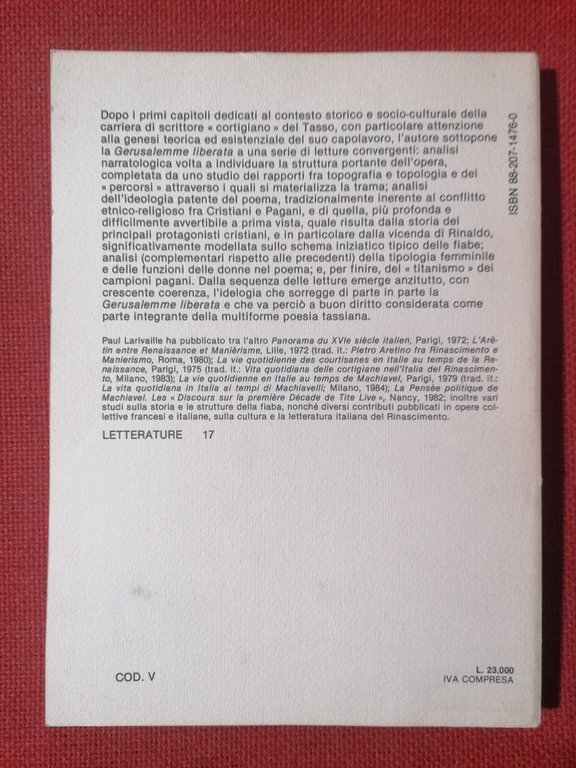 Dopo i primi capitoli dedicati al contesto storico e socio-culturale della
carriera di scrittore « cortigiano » del Tasso, con particolare attenzione
alla genesi teorica ed esistenziale del suo capolavoro, l'autore sottopone
la Gerusalemme liberata a una serie di letture convergenti: analisi
narratologica volta a individuare la struttura portante dell'opera,
completata da uno studio dei rapporti fra topografia e topologia e dei
« percorsi » attraverso i quali si materializza la trama; analisi
dell'ideologia patente del poema, tradizionalmente inerente al conflitto
etnico-religioso fra Cristiani e Pagani, e di quella, più profonda e
difficilmente avvertibile a prima vista, quale risulta dalla storia dei
principali protagonisti cristiani, e in particolare dalla vicenda di Rinaldo,
significativamente modellata sullo schema iniziatico tipico delle fiabe;
analisi (complementari rispetto alle precedenti) della tipologia femminile
e delle funzioni delle donne nel poema; e, per finire, del « titanismo » dei
campioni pagani. Dalla sequenza delle letture emerge anzitutto, con
crescente coerenza, l'ideologia che sorregge di parte in parte la
Gerusalemme liberata e che va perciò a buon diritto considerata come
parte integrante della multiforme poesia tassiana.
Paul Larivaille ha pubblicato tra l'altro Panorama du XVIe siècle italien, Parigi, 1972; L'Aré-
tin entre Renaissance et Manièrisme, Lille, 1972 (trad. it.: Pietro Aretino fra Rinascimento e
Manierismo, Roma, 1980); La vie quotidienne des courtisanes en Italie au temps de la Re-
naissance, Parigi, 1975 (trad. it.: Vita quotidiana delle cortigiane nell'Italia del Rinascimen-
to, Milano, 1983); La vie quotidienne en Italie au temps de Machiavel, Parigi, 1979 (trad. it.:
La vita quotidiana in Italia ai tempi di Machiavelli; Milano, 1984); La Pensée politique de
Machiavel. Les « Discours sur la première Décade de Tite Live », Nancy, 1982; inoltre vari
studi sulla storia e le strutture della fiaba, nonché diversi contributi pubblicati in opere col-
lettive francesi e italiane, sulla cultura e la letteratura italiana del Rinascimento.
LETTERATURE 17
ISBN 88-207-1476-0
COD. V
L. 23.000
IVA COMPRESA